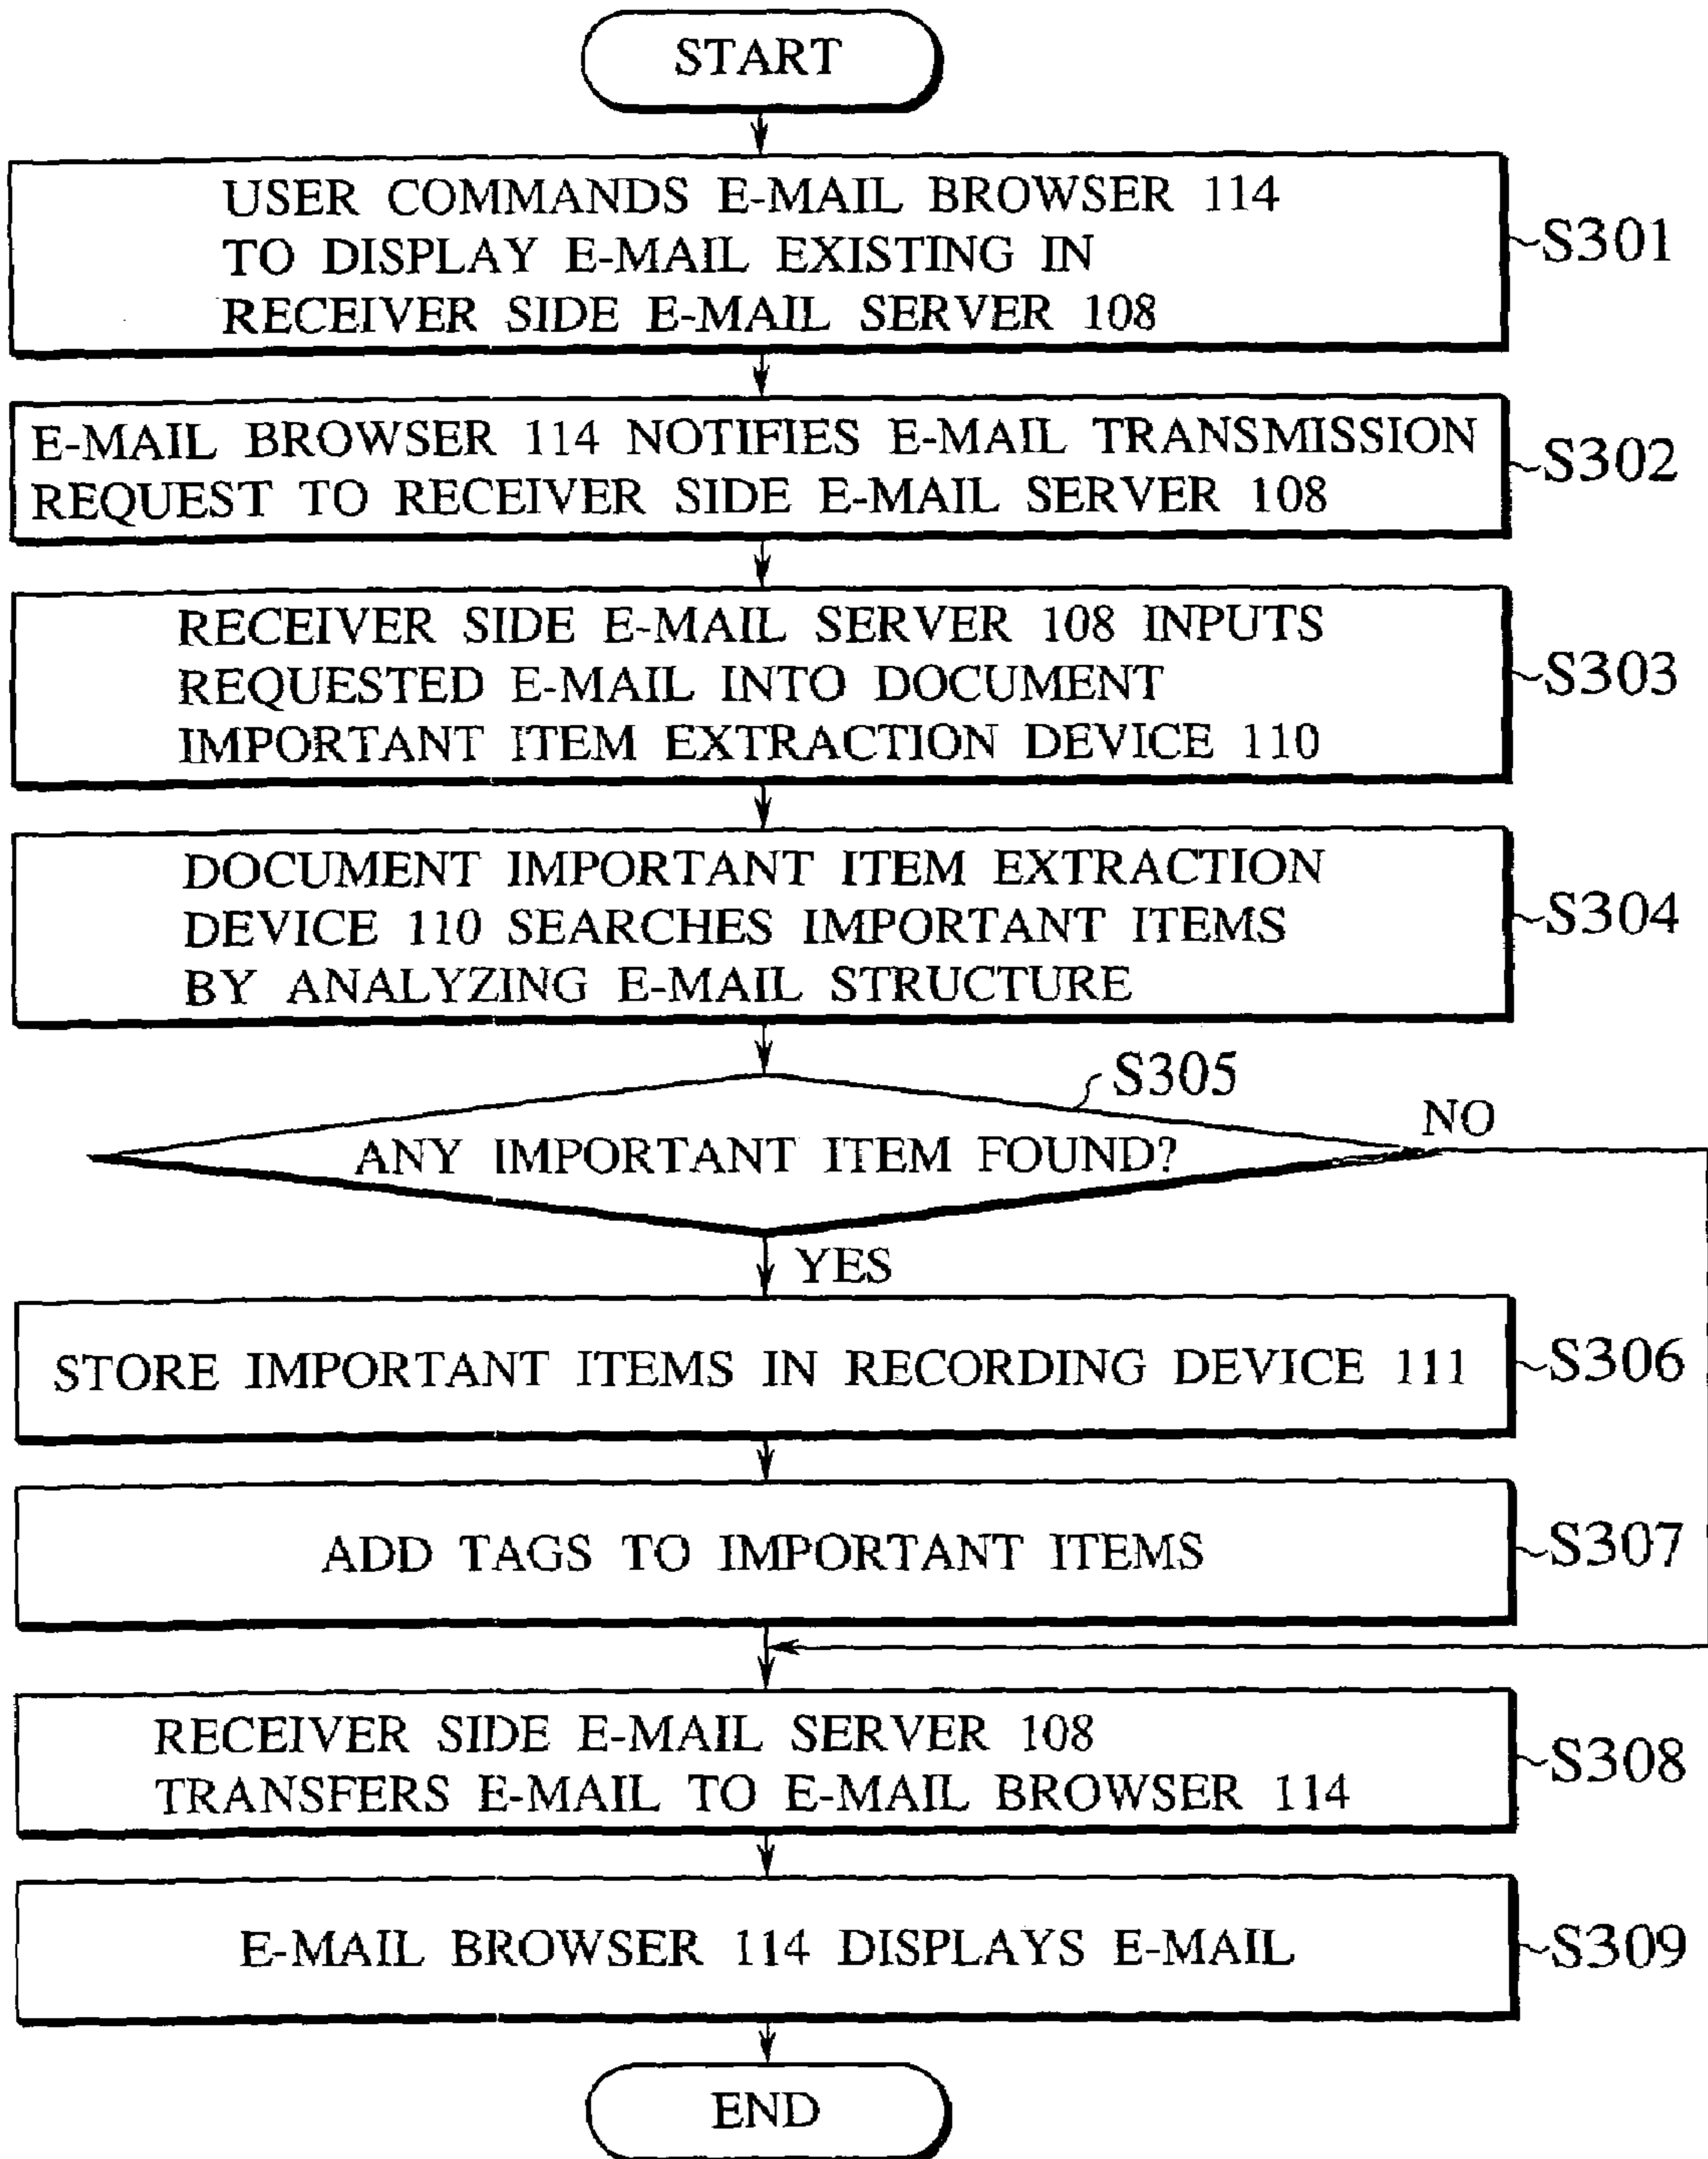 START
USER COMMANDS E-MAIL BROWSER 114
TO DISPLAY E-MAIL EXISTING IN
RECEIVER SIDE E-MAIL SERVER 108
S301
E-MAIL BROWSER 114 NOTIFIES E-MAIL TRANSMISSION
REQUEST TO RECEIVER SIDE E-MAIL SERVER 108
S302
RECEIVER SIDE E-MAIL SERVER 108 INPUTS
REQUESTED E-MAIL INTO DOCUMENT
IMPORTANT ITEM EXTRACTION DEVICE 110
S303
DOCUMENT IMPORTANT ITEM EXTRACTION
DEVICE 110 SEARCHES IMPORTANT ITEMS
BY ANALYZING E-MAIL STRUCTURE
S304
S305
ANY IMPORTANT ITEM FOUND?
NO
YES
STORE IMPORTANT ITEMS IN RECORDING DEVICE 111
S306
ADD TAGS TO IMPORTANT ITEMS
S307
RECEIVER SIDE E-MAIL SERVER 108
TRANSFERS E-MAIL TO E-MAIL BROWSER 114
S308
E-MAIL BROWSER 114 DISPLAYS E-MAIL
S309
END